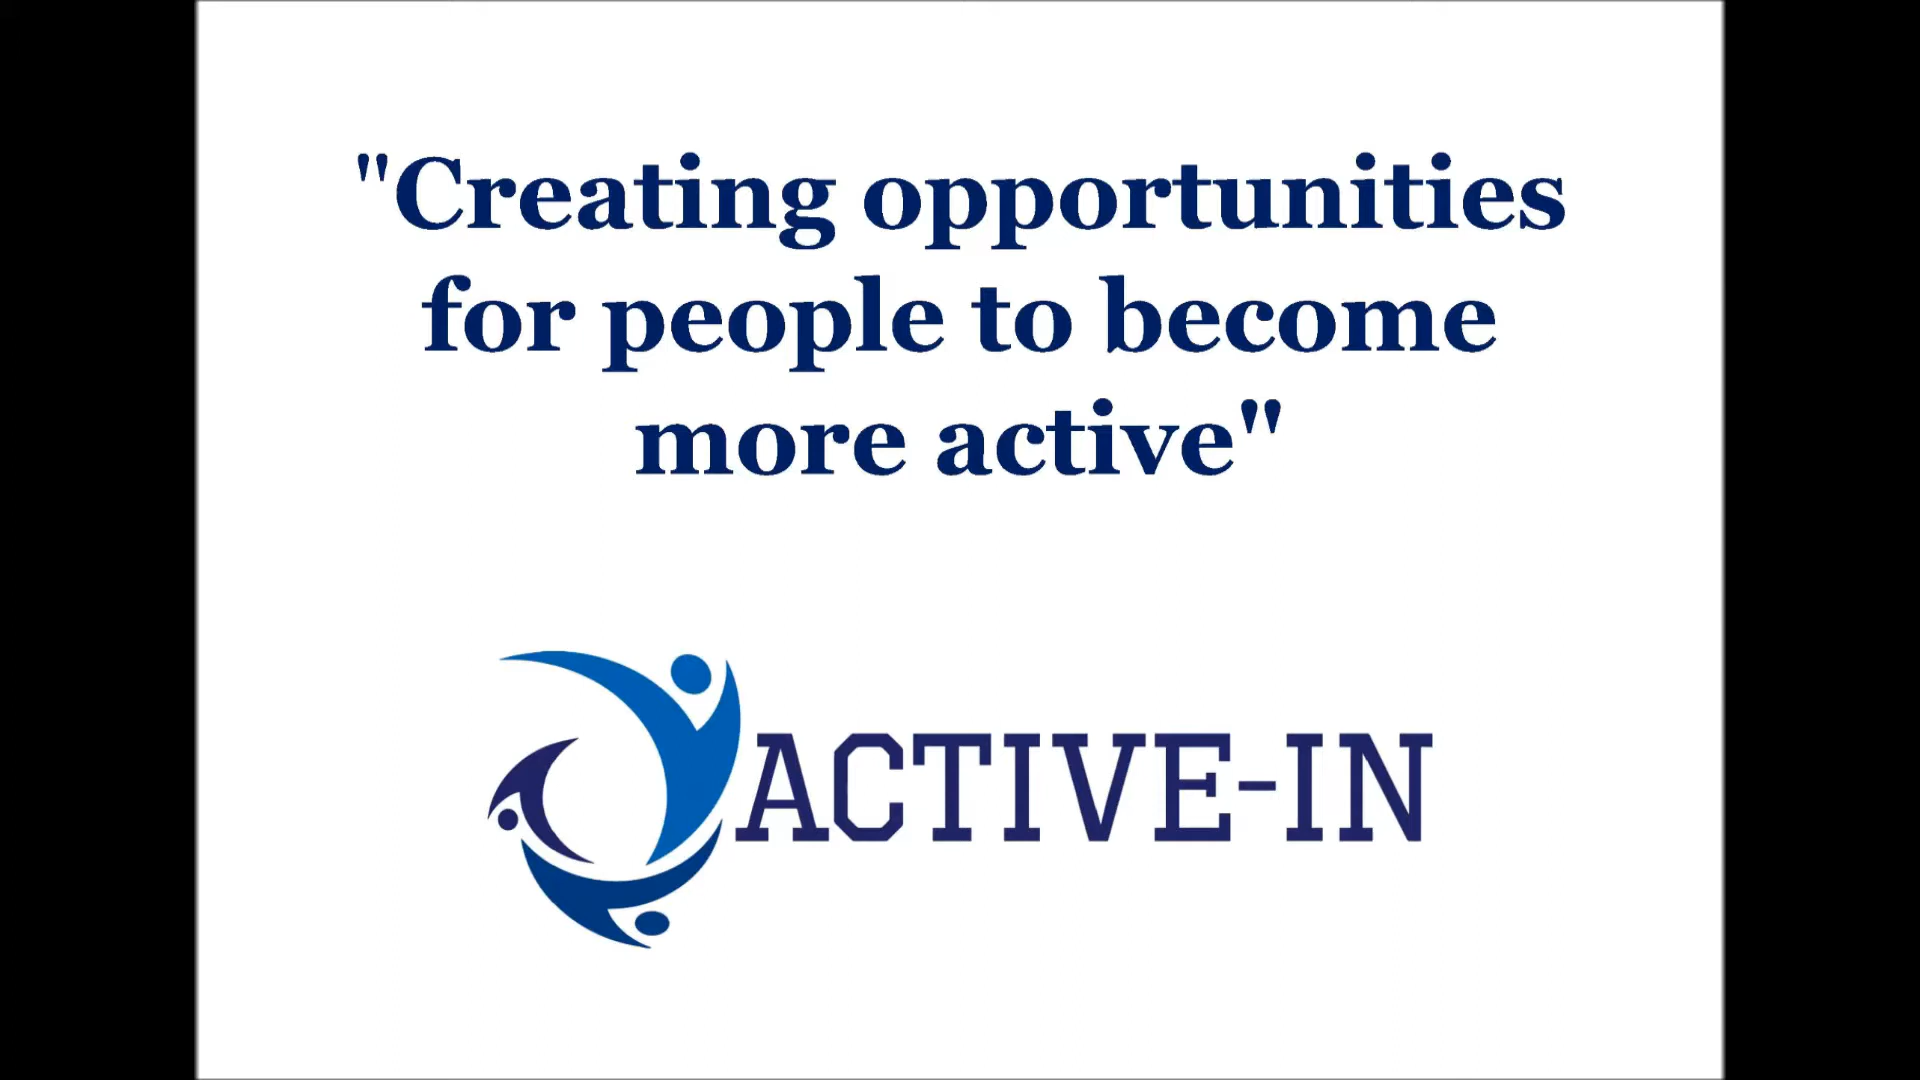 "Creating opportunities
for people to become
more active"
ACTIVE-IN